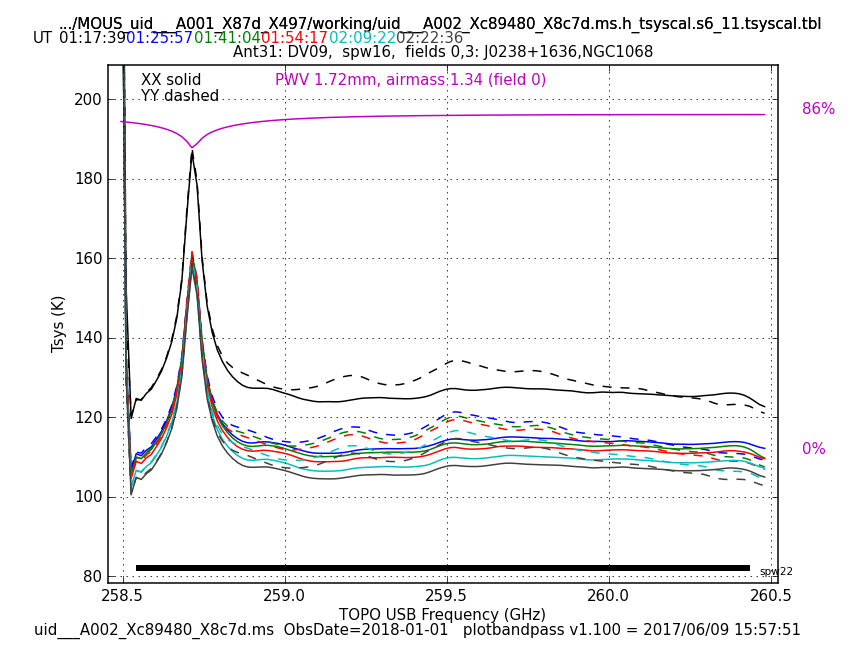 .../MOUS_uid___A001_X87d_X497/working/uid___A002_Xc89480_X8c7d.ms.h_tsyscal.s6_11.tsyscal.tbl
UT 01:17:39 01:25:57 01:41:04 01:54:17 02:09:22 02:22:36
Ant31: DV09, spw16, fields 0,3: J0238+1636,NGC1068
XX solid
PWV 1.72mm, airmass 1.34 (field 0)
YY dashed
200
86%
180
160
Tsys (K)
140
120
0%
100
80
spw22
258.5 259.0 259.5 260.0 260.5
TOPO USB Frequency (GHz)
uid___A002_Xc89480_X8c7d.ms ObsDate=2018-01-01 plotbandpass v1.100 = 2017/06/09 15:57:51